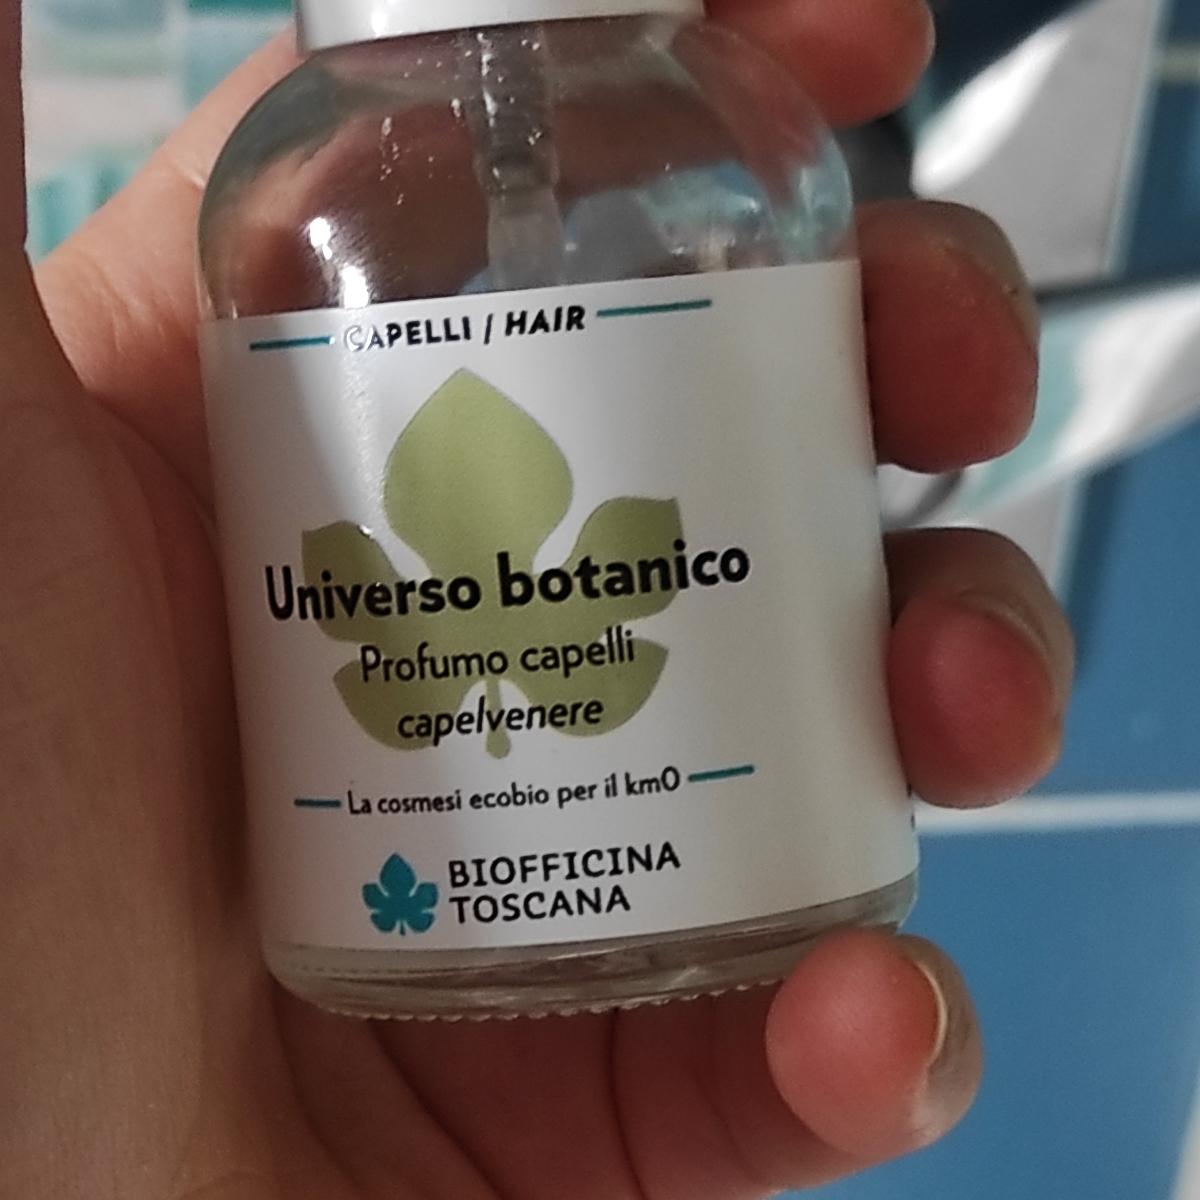 CAPELLI / HAIR
Universo botanico
Profumo capelli
capelvenere
La cosmesi ecobio per il km0
BIOFFICINA
TOSCANA